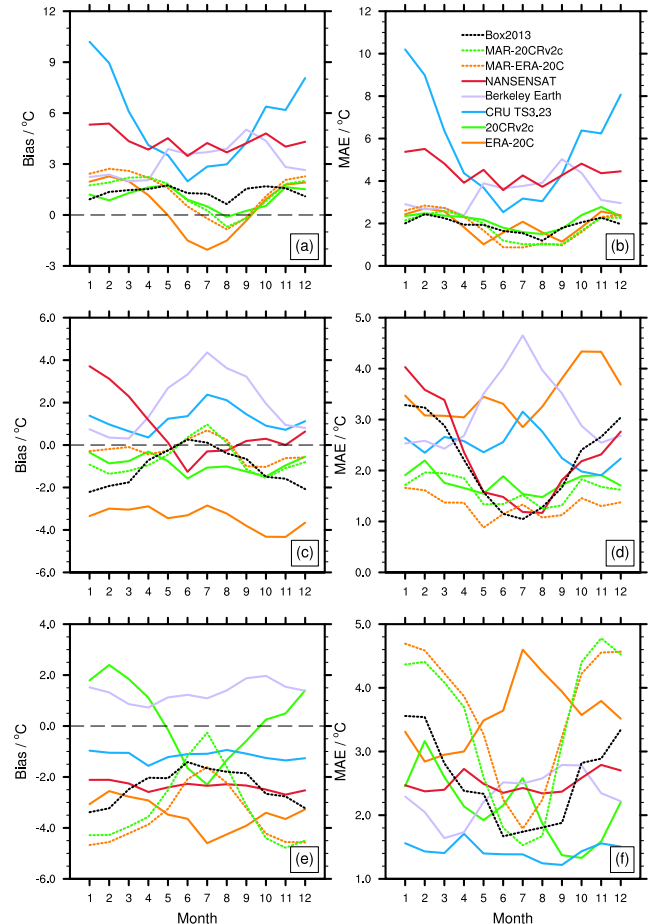 12
9
6
3
0
-3
Bias / °C
1 2 3 4 5 6 7 8 9 10 11 12
(a)
12
10
8
6
4
2
0
MAE / °C
Box2013
MAR-20CRv2c
MAR-ERA-20C
NANSENSAT
Berkeley Earth
CRU TS3.23
20CRv2c
ERA-20C
1 2 3 4 5 6 7 8 9 10 11 12
(b)
6.0
4.0
2.0
0.0
-2.0
-4.0
-6.0
Bias / °C
1 2 3 4 5 6 7 8 9 10 11 12
(c)
5.0
4.0
3.0
2.0
1.0
0.0
MAE / °C
1 2 3 4 5 6 7 8 9 10 11 12
(d)
4.0
2.0
0.0
-2.0
-4.0
-6.0
Bias / °C
1 2 3 4 5 6 7 8 9 10 11 12
Month
(e)
5.0
4.0
3.0
2.0
1.0
MAE / °C
1 2 3 4 5 6 7 8 9 10 11 12
Month
(f)